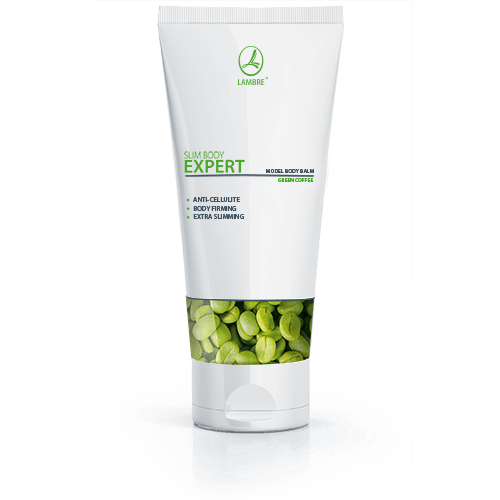 LAMBRE®
SLIM BODY
EXPERT
MODEL BODY BALM
GREEN COFFEE
• ANTI-CELLULITE
• BODY FIRMING
• EXTRA SLIMMING